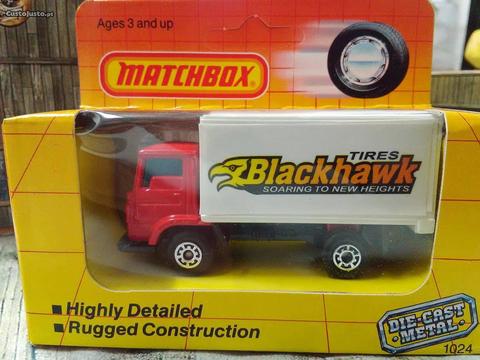 CustoJusto.pt
Ages 3 and up
MATCHBOX
TIRES
Blackhawk
SOARING TO NEW HEIGHTS
Highly Detailed
Rugged Construction
DIE-CAST
METAL
1024